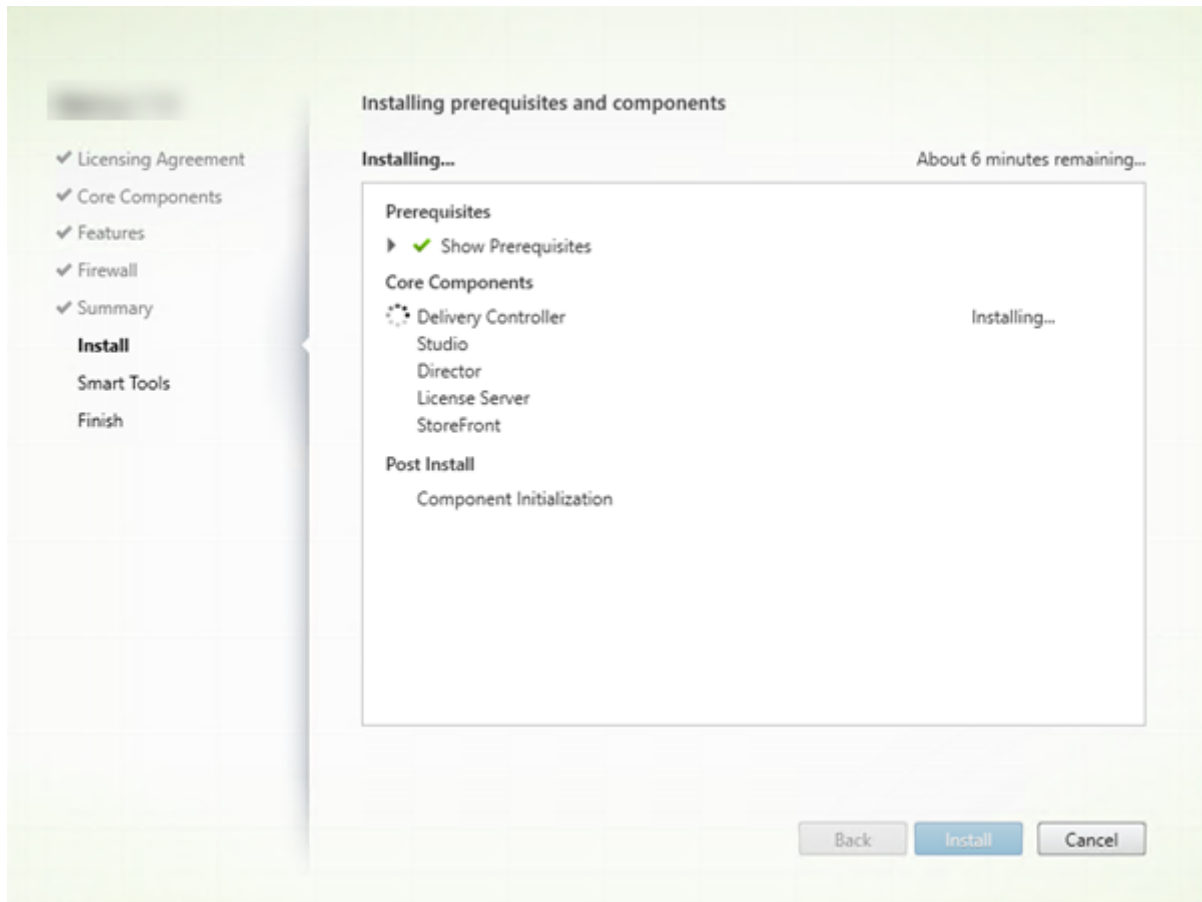 Installing prerequisites and components
Licensing Agreement
Core Components
Features
Firewall
Summary
Install
Smart Tools
Finish
Installing... About 6 minutes remaining...
Prerequisites
Show Prerequisites
Core Components
Delivery Controller Installing...
Studio
Director
License Server
StoreFront
Post Install
Component Initialization
Back Install Cancel